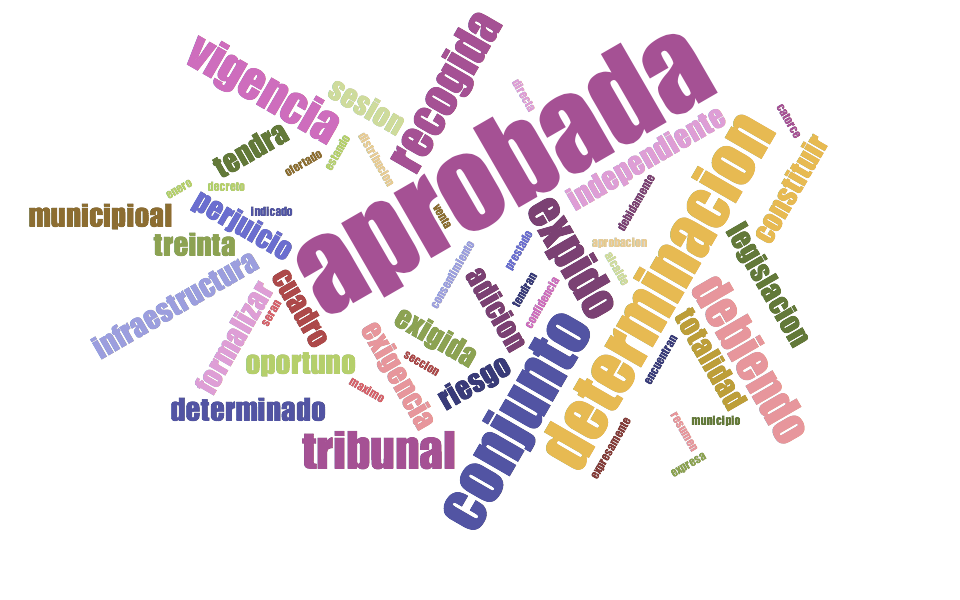 vigencia
recogida
sesion
aprobada
directa
catorce
tendra
ofertado
estando
distribucion
independiente
constituir
enero
decreto
municipioal
perjuicio
indicado
venta
debidamente
determinacion
treinta
expido
aprobacion
legislacion
infraestructura
consentimiento
prestado
alcalde
formalizar
seran
cuadro
adicion
tendran
confidencia
debiendo
oportuno
exigencia
exigida
seccion
totalidad
encuentran
maximo
riesgo
conjunto
determinado
municipio
tribunal
expresamente
resumen
expresa